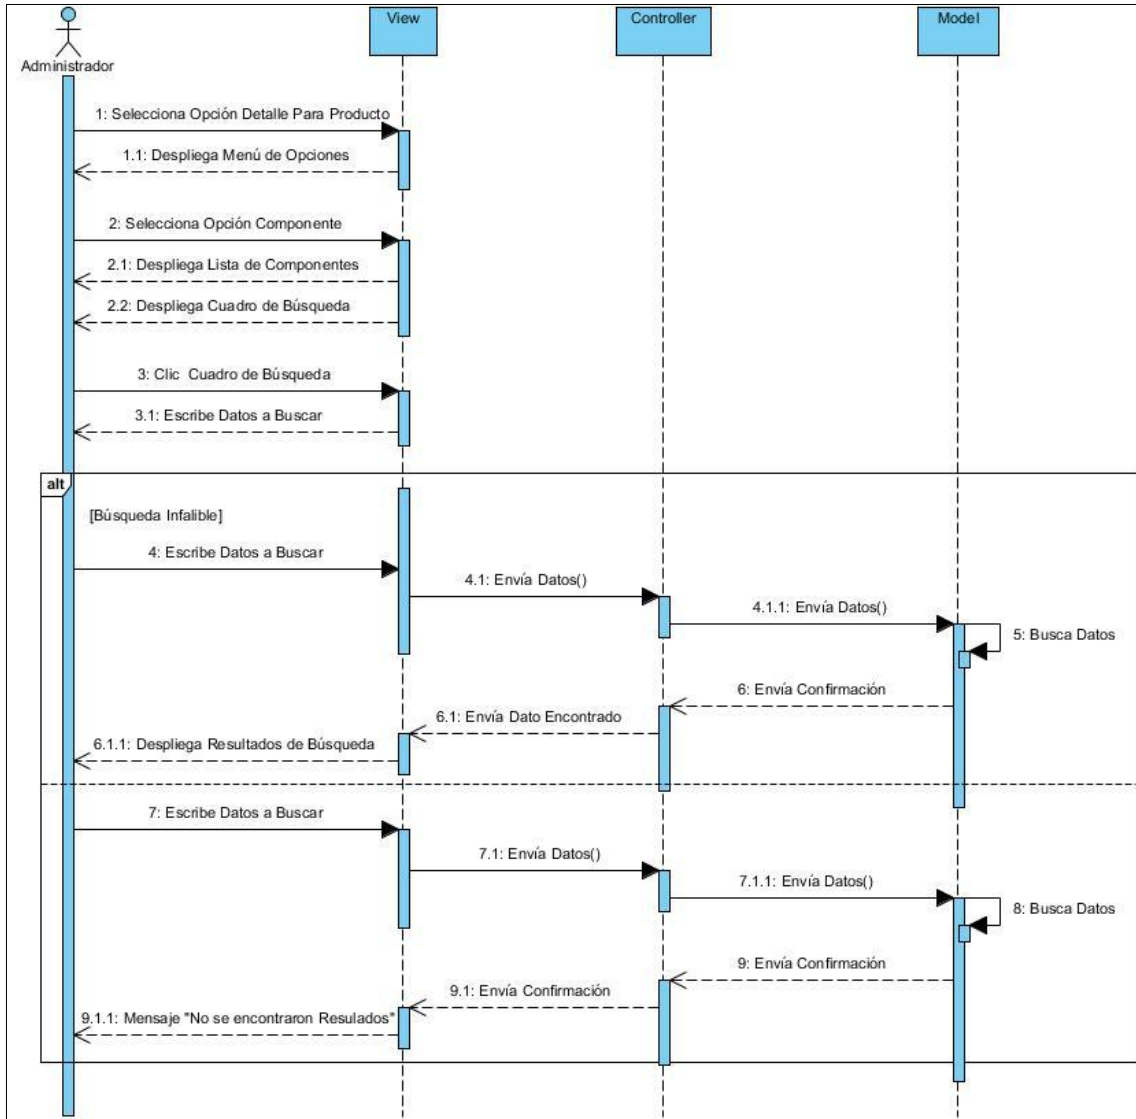 View
Controller
Model
Administrador
1: Selecciona Opción Detalle Para Producto
1.1: Despliega Menú de Opciones
2: Selecciona Opción Componente
2.1: Despliega Lista de Componentes
2.2: Despliega Cuadro de Búsqueda
3: Clic  Cuadro de Búsqueda
3.1: Escribe Datos a Buscar
alt
[Búsqueda Infalible]
4: Escribe Datos a Buscar
4.1: Envía Datos()
4.1.1: Envía Datos()
5: Busca Datos
6: Envía Confirmación
6.1: Envía Dato Encontrado
6.1.1: Despliega Resultados de Búsqueda
7: Escribe Datos a Buscar
7.1: Envía Datos()
7.1.1: Envía Datos()
8: Busca Datos
9: Envía Confirmación
9.1: Envía Confirmación
9.1.1: Mensaje "No se encontraron Resulados"